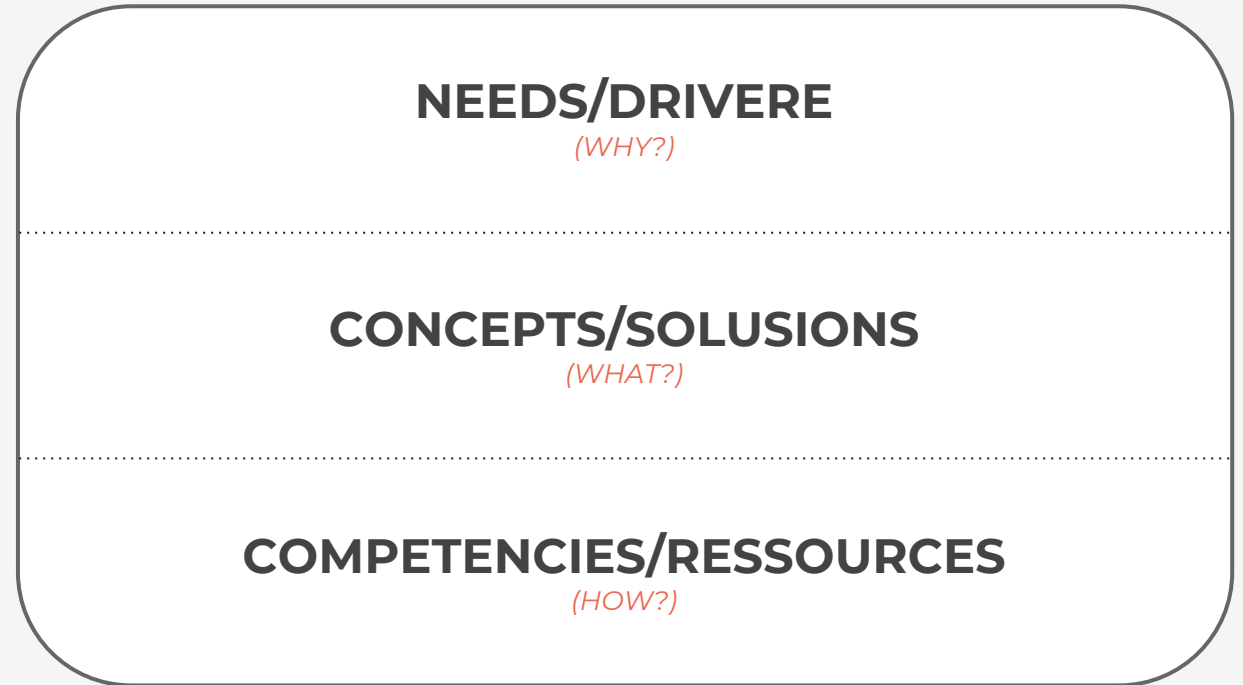 NEEDS/DRIVERE
(WHY?)
CONCEPTS/SOLUSIONS
(WHAT?)
COMPETENCIES/RESSOURCES
(HOW?)